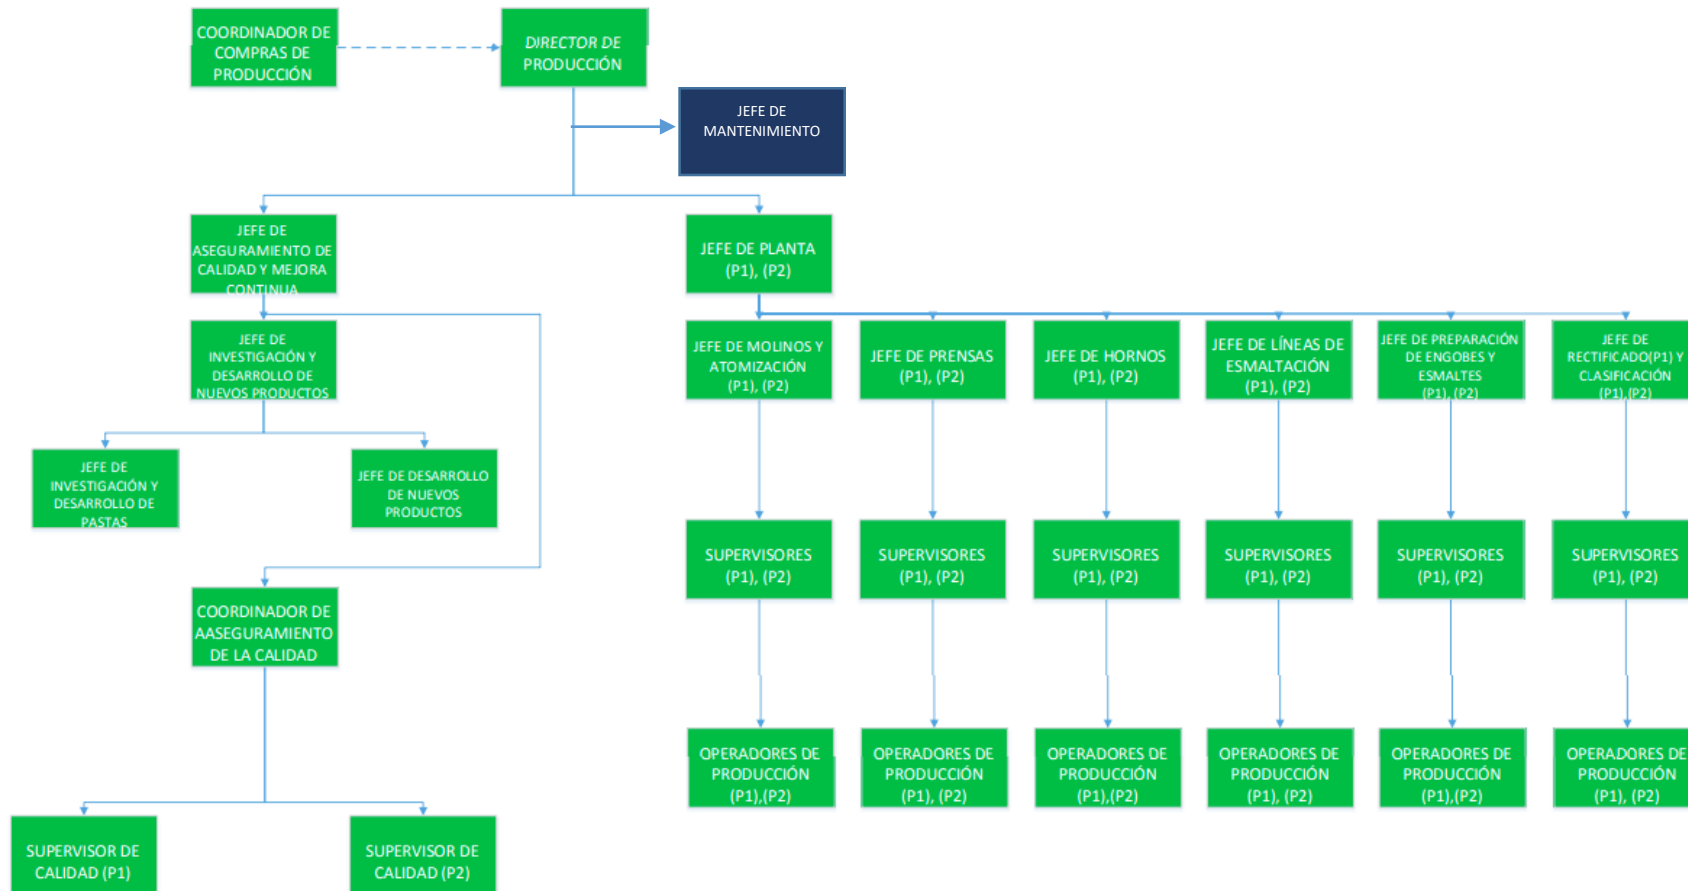 COORDINADOR DE
COMPRAS DE
PRODUCCIÓN
DIRECTOR DE
PRODUCCIÓN
JEFE DE
MANTENIMIENTO
JEFE DE
ASEGURAMIENTO DE
CALIDAD Y MEJORA
CONTINUA
JEFE DE PLANTA
(P1), (P2)
JEFE DE
INVESTIGACIÓN Y
DESARROLLO DE
NUEVOS PRODUCTOS
JEFE DE MOLINOS Y
ATOMIZACIÓN
(P1), (P2)
JEFE DE PRENSAS
(P1), (P2)
JEFE DE HORNOS
(P1), (P2)
JEFE DE LÍNEAS DE
ESMALTACIÓN
(P1), (P2)
JEFE DE PREPARACIÓN
DE ENGOBES Y
ESMALTES
(P1), (P2)
JEFE DE
RECTIFICADO(P1) Y
CLASIFICACIÓN
(P1),(P2)
JEFE DE
INVESTIGACIÓN Y
DESARROLLO DE
PASTAS
JEFE DE DESARROLLO
DE NUEVOS
PRODUCTOS
SUPERVISORES
(P1), (P2)
SUPERVISORES
(P1), (P2)
SUPERVISORES
(P1), (P2)
SUPERVISORES
(P1), (P2)
SUPERVISORES
(P1), (P2)
SUPERVISORES
(P1), (P2)
COORDINADOR DE
AASEGURAMIENTO
DE LA CALIDAD
OPERADORES DE
PRODUCCIÓN
(P1),(P2)
OPERADORES DE
PRODUCCIÓN
(P1), (P2)
OPERADORES DE
PRODUCCIÓN
(P1),(P2)
OPERADORES DE
PRODUCCIÓN
(P1), (P2)
OPERADORES DE
PRODUCCIÓN
(P1),(P2)
OPERADORES DE
PRODUCCIÓN
(P1), (P2)
SUPERVISOR DE
CALIDAD (P1)
SUPERVISOR DE
CALIDAD (P2)